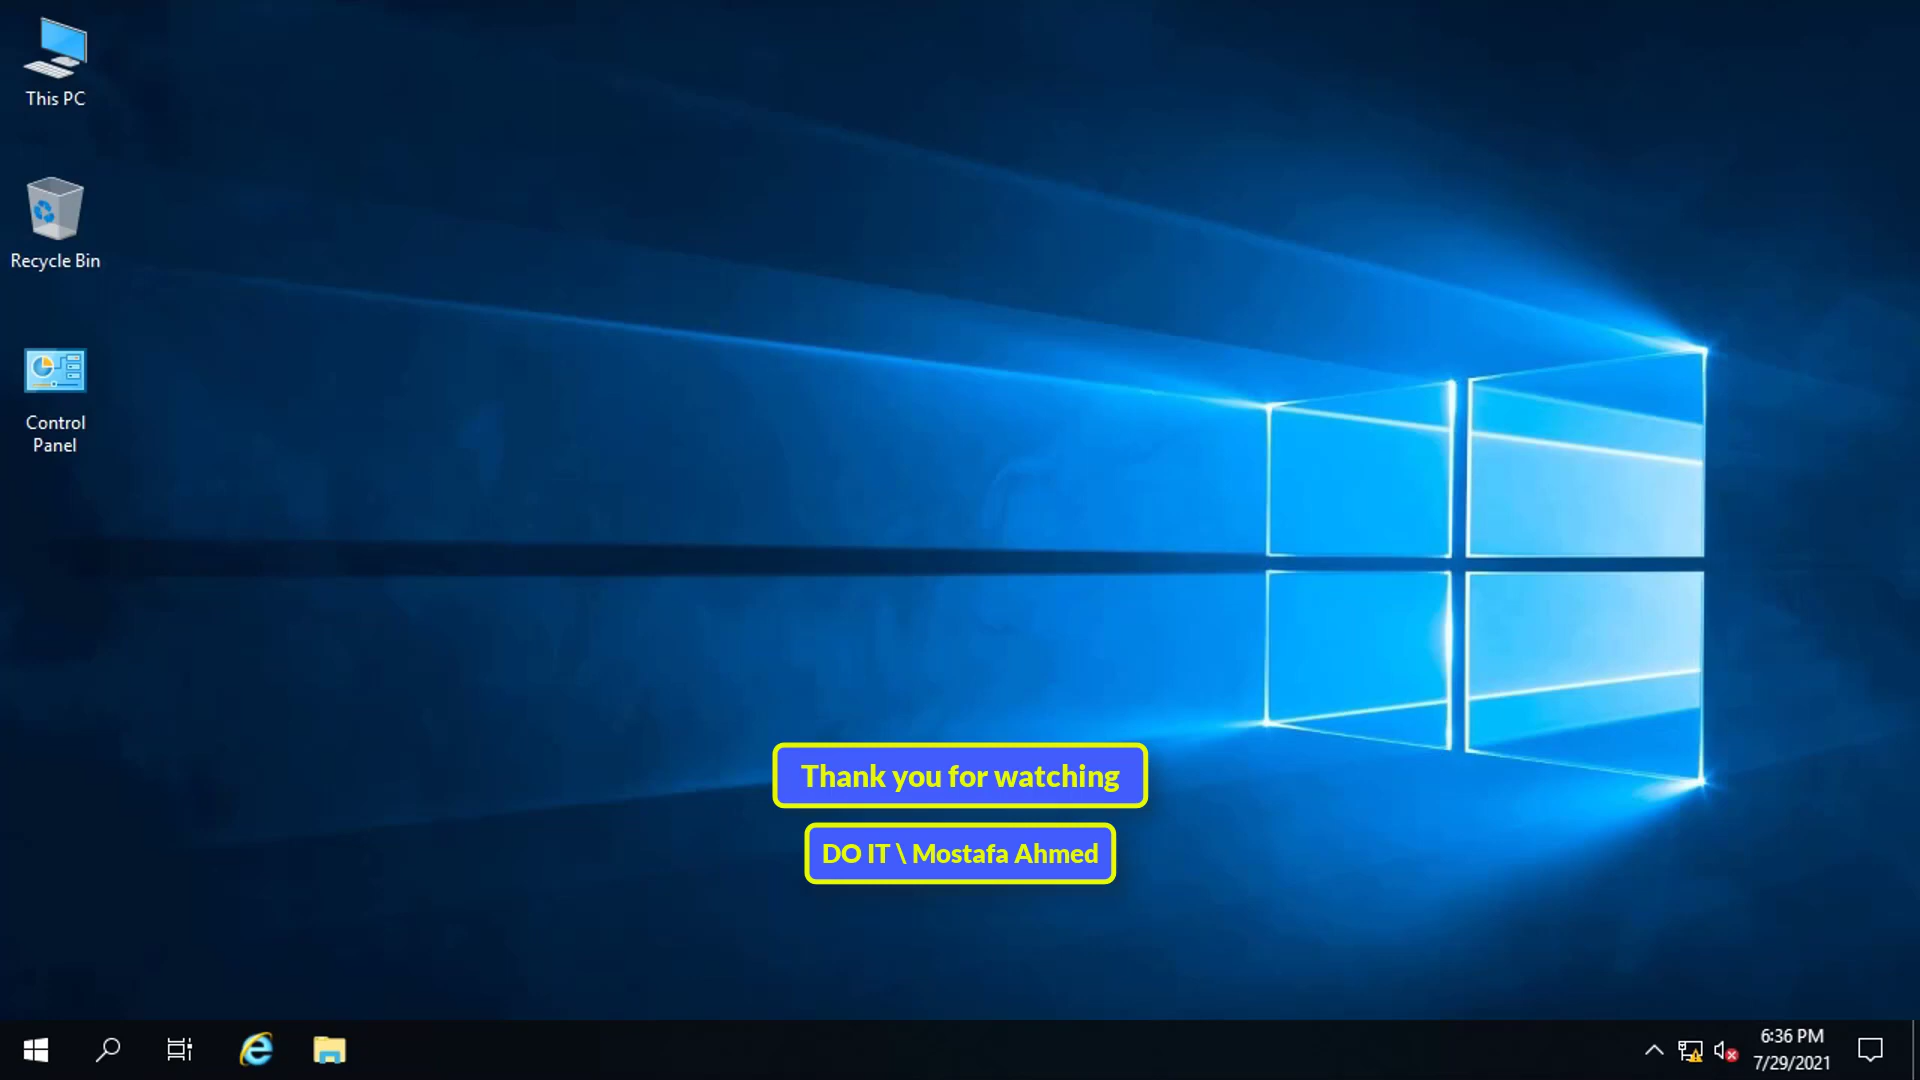 This PC
Recycle Bin
Control
Panel
Thank you for watching
DO IT \ Mostafa Ahmed
6:36 PM
7/29/2021